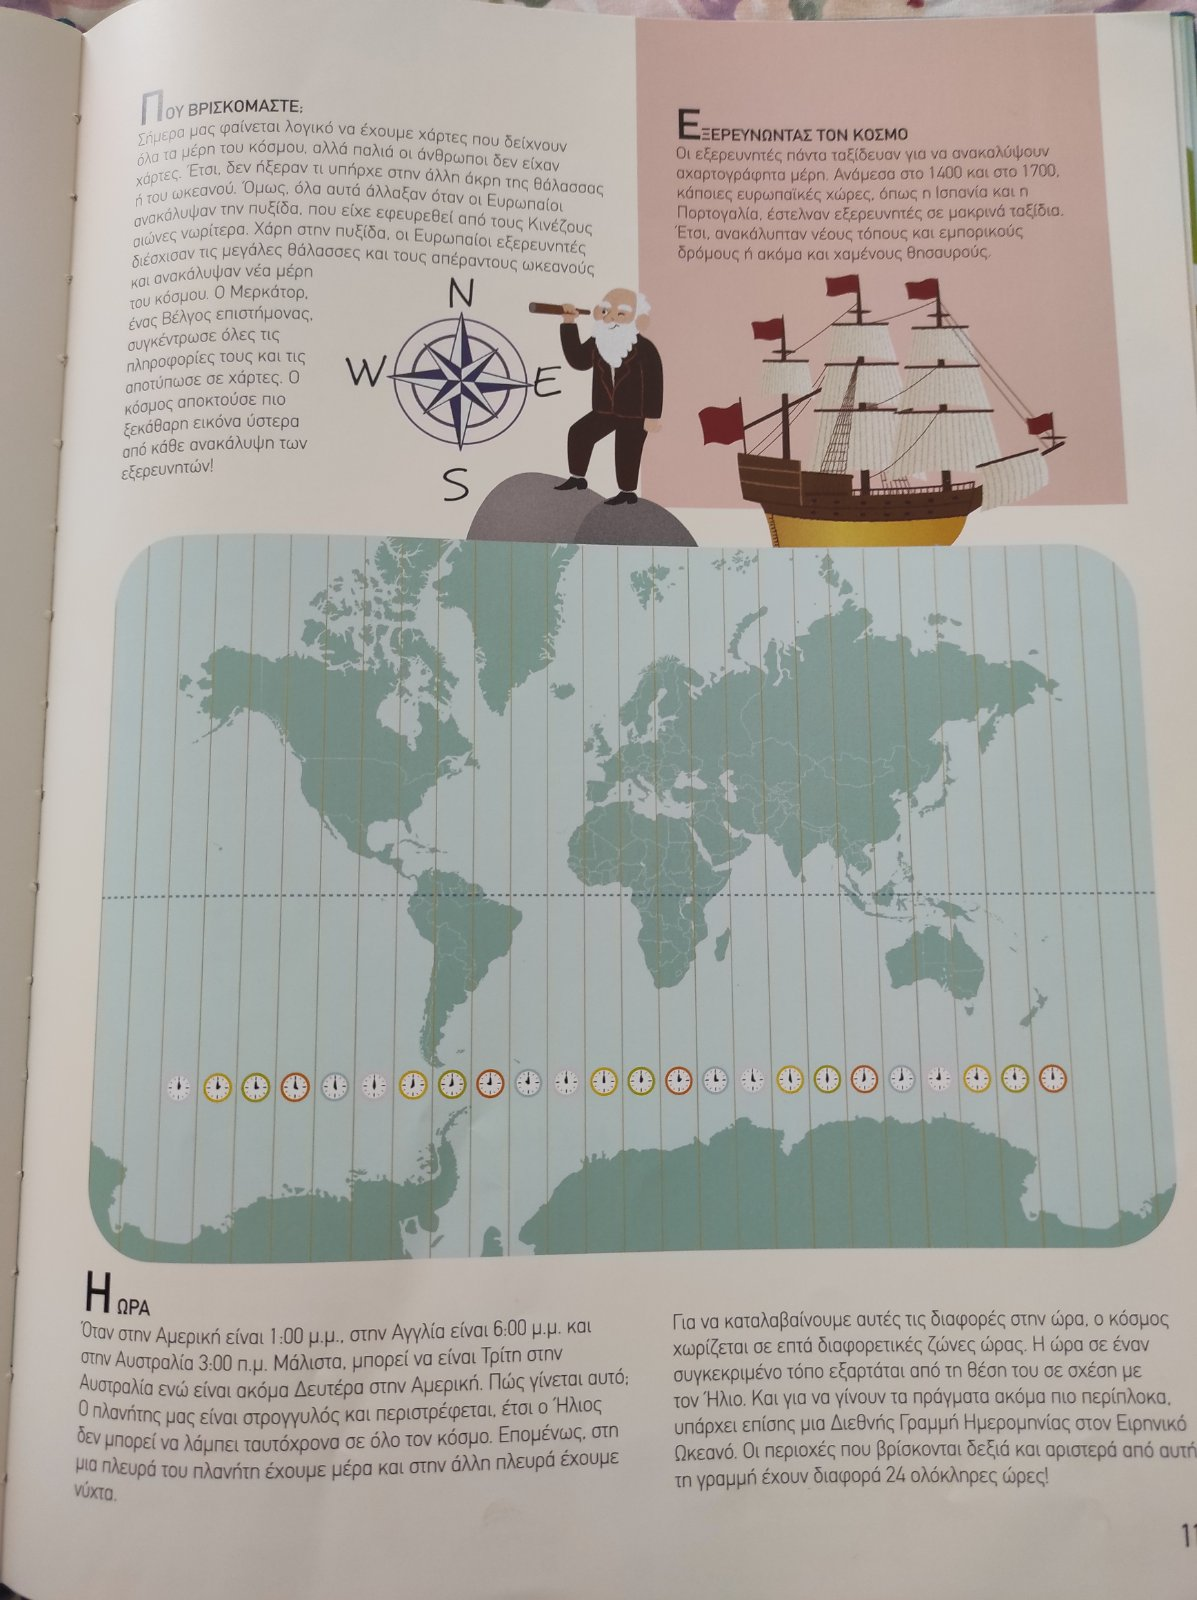 ΠΟΥ ΒΡΙΣΚΟΜΑΣΤΕ;
Σήμερα μας φαίνεται λογικό να έχουμε χάρτες που δείχνουν
όλα τα μέρη του κόσμου, αλλά παλιά οι άνθρωποι δεν είχαν
χάρτες. Έτσι, δεν ήξεραν τι υπήρχε στην άλλη άκρη της θάλασσας
ή του ωκεανού. Όμως, όλα αυτά άλλαξαν όταν οι Ευρωπαίοι
ανακάλυψαν την πυξίδα, που είχε εφευρεθεί από τους Κινέζους
αιώνες νωρίτερα. Χάρη στην πυξίδα, οι Ευρωπαίοι εξερευνητές
διέσχισαν τις μεγάλες θάλασσες και τους απέραντους ωκεανούς
και ανακάλυψαν νέα μέρη
του κόσμου. Ο Μερκάτορ,
ένας Βέλγος επιστήμονας,
συγκέντρωσε όλες τις
πληροφορίες τους και τις
αποτύπωσε σε χάρτες. Ο
κόσμος αποκτούσε πιο
ξεκάθαρη εικόνα ύστερα
από κάθε ανακάλυψη των
εξερευνητών!
N
W
E
S
ΕΞΕΡΕΥΝΩΝΤΑΣ ΤΟΝ ΚΟΣΜΟ
Οι εξερευνητές πάντα ταξίδευαν για να ανακαλύψουν
αχαρτογράφητα μέρη. Ανάμεσα στο 1400 και στο 1700,
κάποιες ευρωπαϊκές χώρες, όπως η Ισπανία και η
Πορτογαλία, έστελναν εξερευνητές σε μακρινά ταξίδια.
Έτσι, ανακάλυπταν νέους τόπους και εμπορικούς
δρόμους ή ακόμα και χαμένους θησαυρούς.
Η ΩΡΑ
Όταν στην Αμερική είναι 1:00 μ.μ., στην Αγγλία είναι 6:00 μ.μ. και
στην Αυστραλία 3:00 π.μ. Μάλιστα, μπορεί να είναι Τρίτη στην
Αυστραλία ενώ είναι ακόμα Δευτέρα στην Αμερική. Πώς γίνεται αυτό;
Ο πλανήτης μας είναι στρογγυλός και περιστρέφεται, έτσι ο Ήλιος
δεν μπορεί να λάμπει ταυτόχρονα σε όλο τον κόσμο. Επομένως, στη
μια πλευρά του πλανήτη έχουμε μέρα και στην άλλη πλευρά έχουμε
νύχτα.
Για να καταλαβαίνουμε αυτές τις διαφορές στην ώρα, ο κόσμος
χωρίζεται σε επτά διαφορετικές ζώνες ώρας. Η ώρα σε έναν
συγκεκριμένο τόπο εξαρτάται από τη θέση του σε σχέση με
τον Ήλιο. Και για να γίνουν τα πράγματα ακόμα πιο περίπλοκα,
υπάρχει επίσης μια Διεθνής Γραμμή Ημερομηνίας στον Ειρηνικό
Ωκεανό. Οι περιοχές που βρίσκονται δεξιά και αριστερά από αυτή
τη γραμμή έχουν διαφορά 24 ολόκληρες ώρες!
11